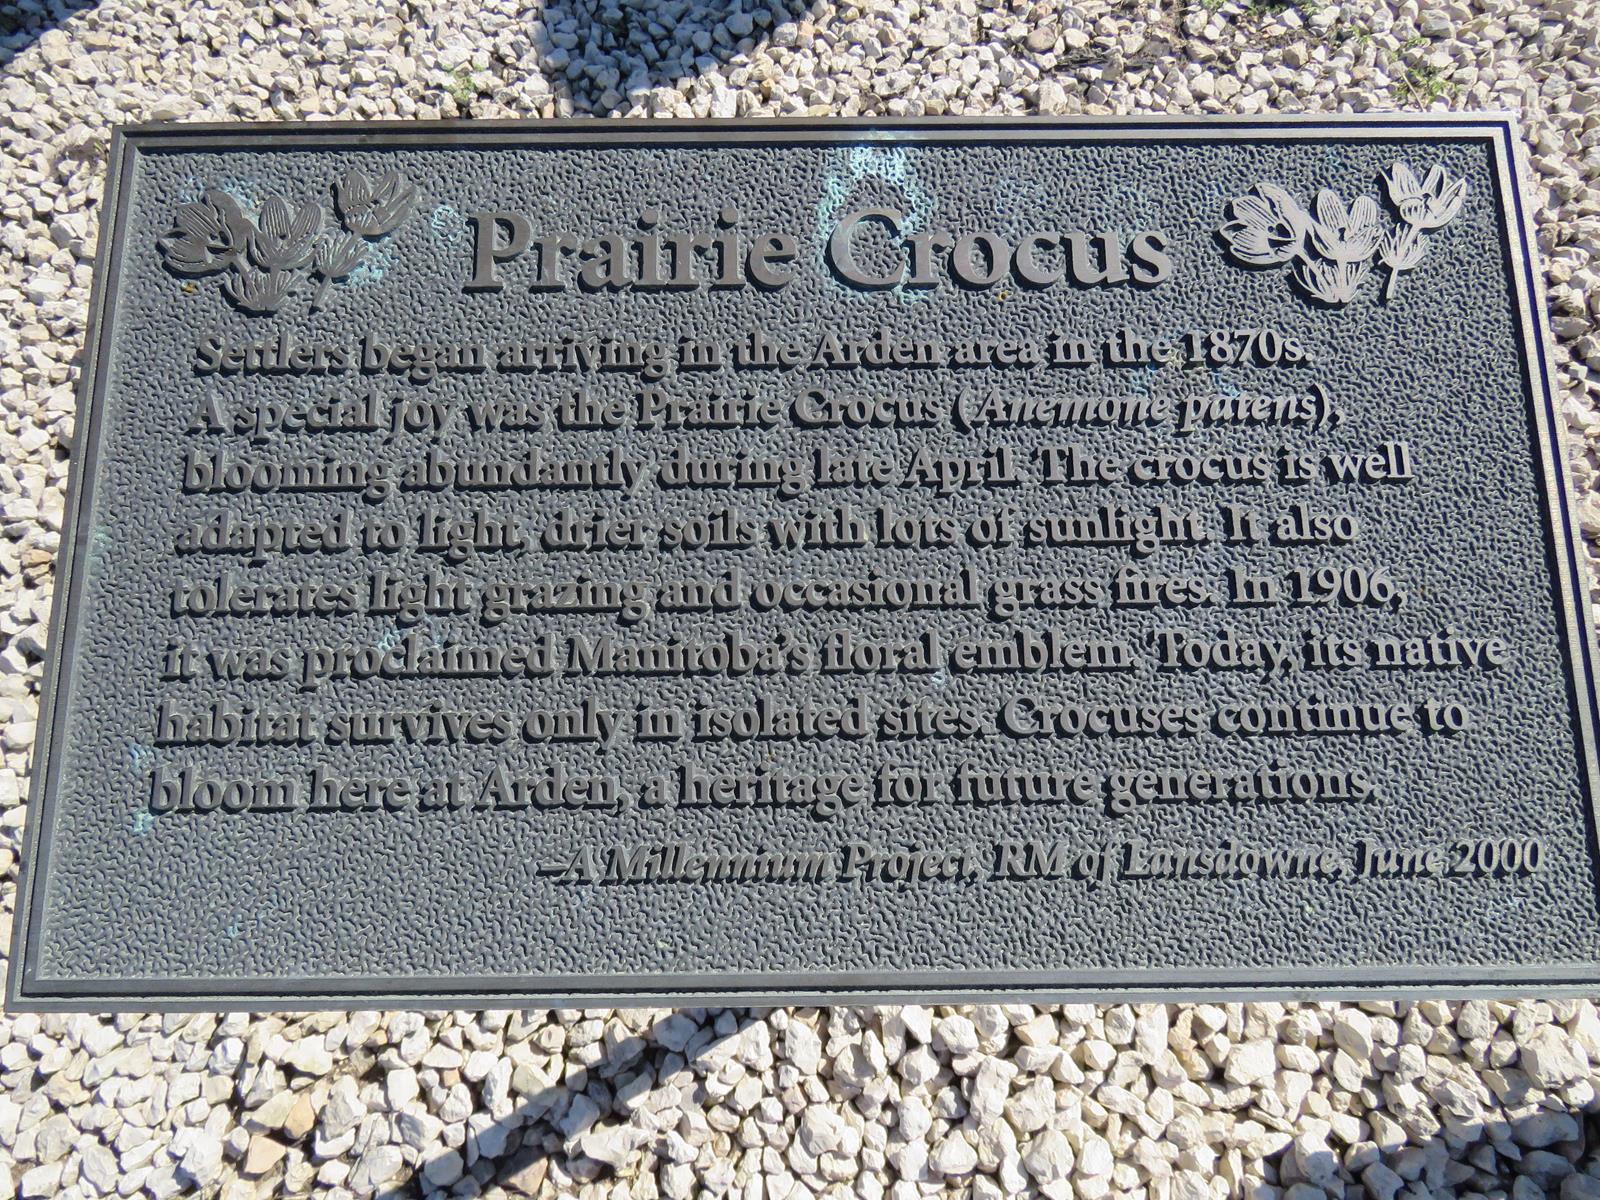 Prairie Crocus
Settlers began arriving in the Arden area in the 1870s.
A special joy was the Prairie Crocus (Anemone patens),
blooming abundantly during late April. The crocus is well
adapted to light, drier soils with lots of sunlight. It also
tolerates light grazing and occasional grass fires. In 1906,
it was proclaimed Manitoba's floral emblem. Today, its native
habitat survives only in isolated sites. Crocuses continue to
bloom here at Arden, a heritage for future generations.
–A Millennium Project, RM of Lansdowne, June 2000